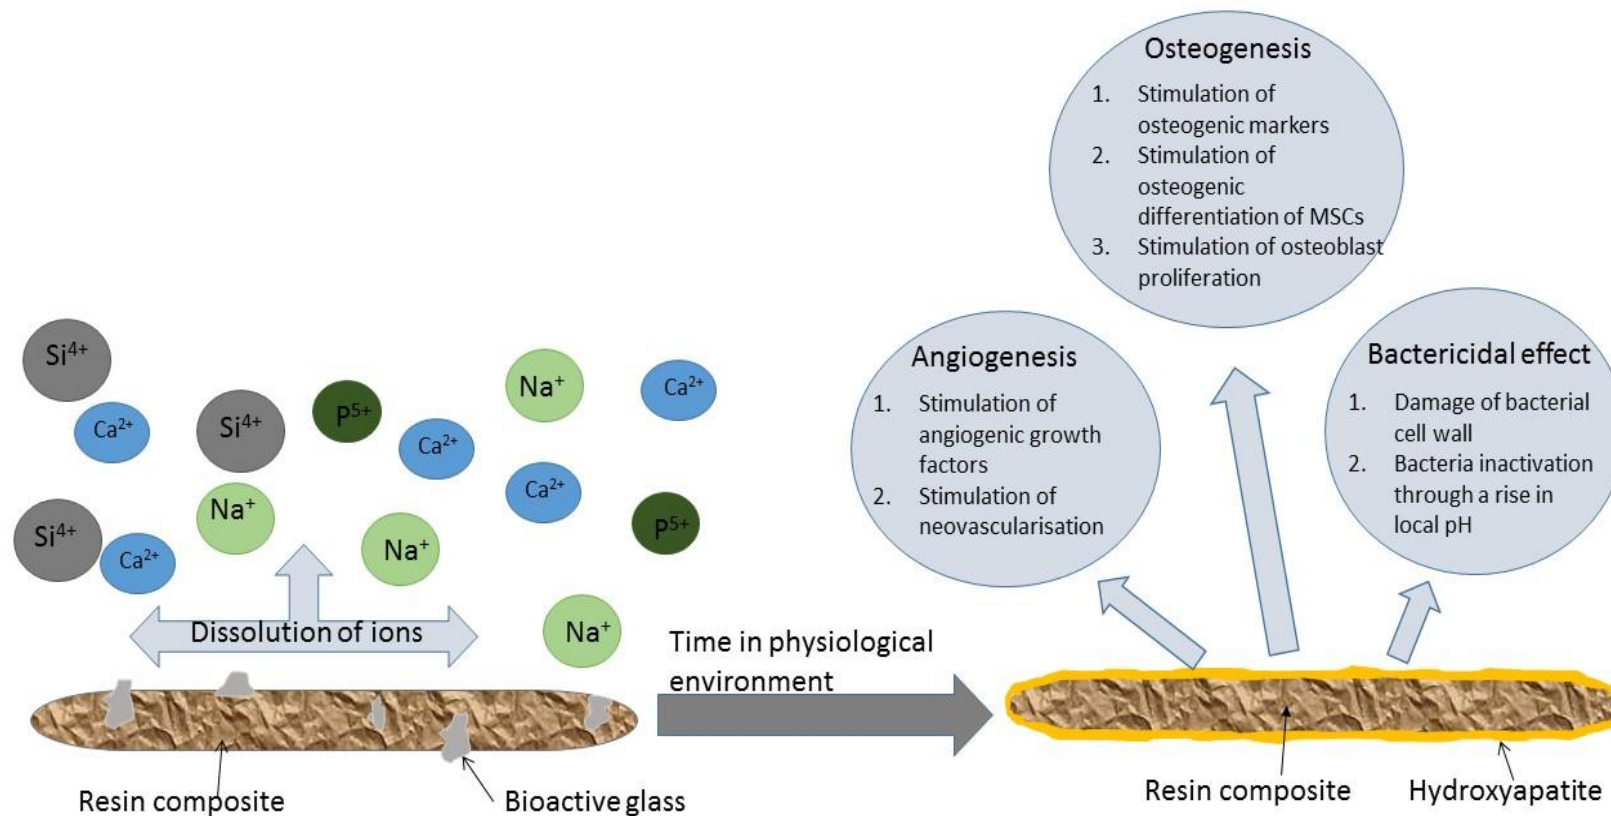 Osteogenesis
1. Stimulation of
osteogenic markers
2. Stimulation of
osteogenic
differentiation of MSCs
3. Stimulation of osteoblast
proliferation
Angiogenesis
1. Stimulation of
angiogenic growth
factors
2. Stimulation of
neovascularisation
Bactericidal effect
1. Damage of bacterial
cell wall
2. Bacteria inactivation
through a rise in
local pH
Si⁴⁺
Ca²⁺
Si⁴⁺
P⁵⁺
Ca²⁺
Na⁺
Ca²⁺
Si⁴⁺
Ca²⁺
Na⁺
Na⁺
Ca²⁺
P⁵⁺
Na⁺
Dissolution of ions
Time in physiological
environment
Resin composite
Bioactive glass
Resin composite
Hydroxyapatite